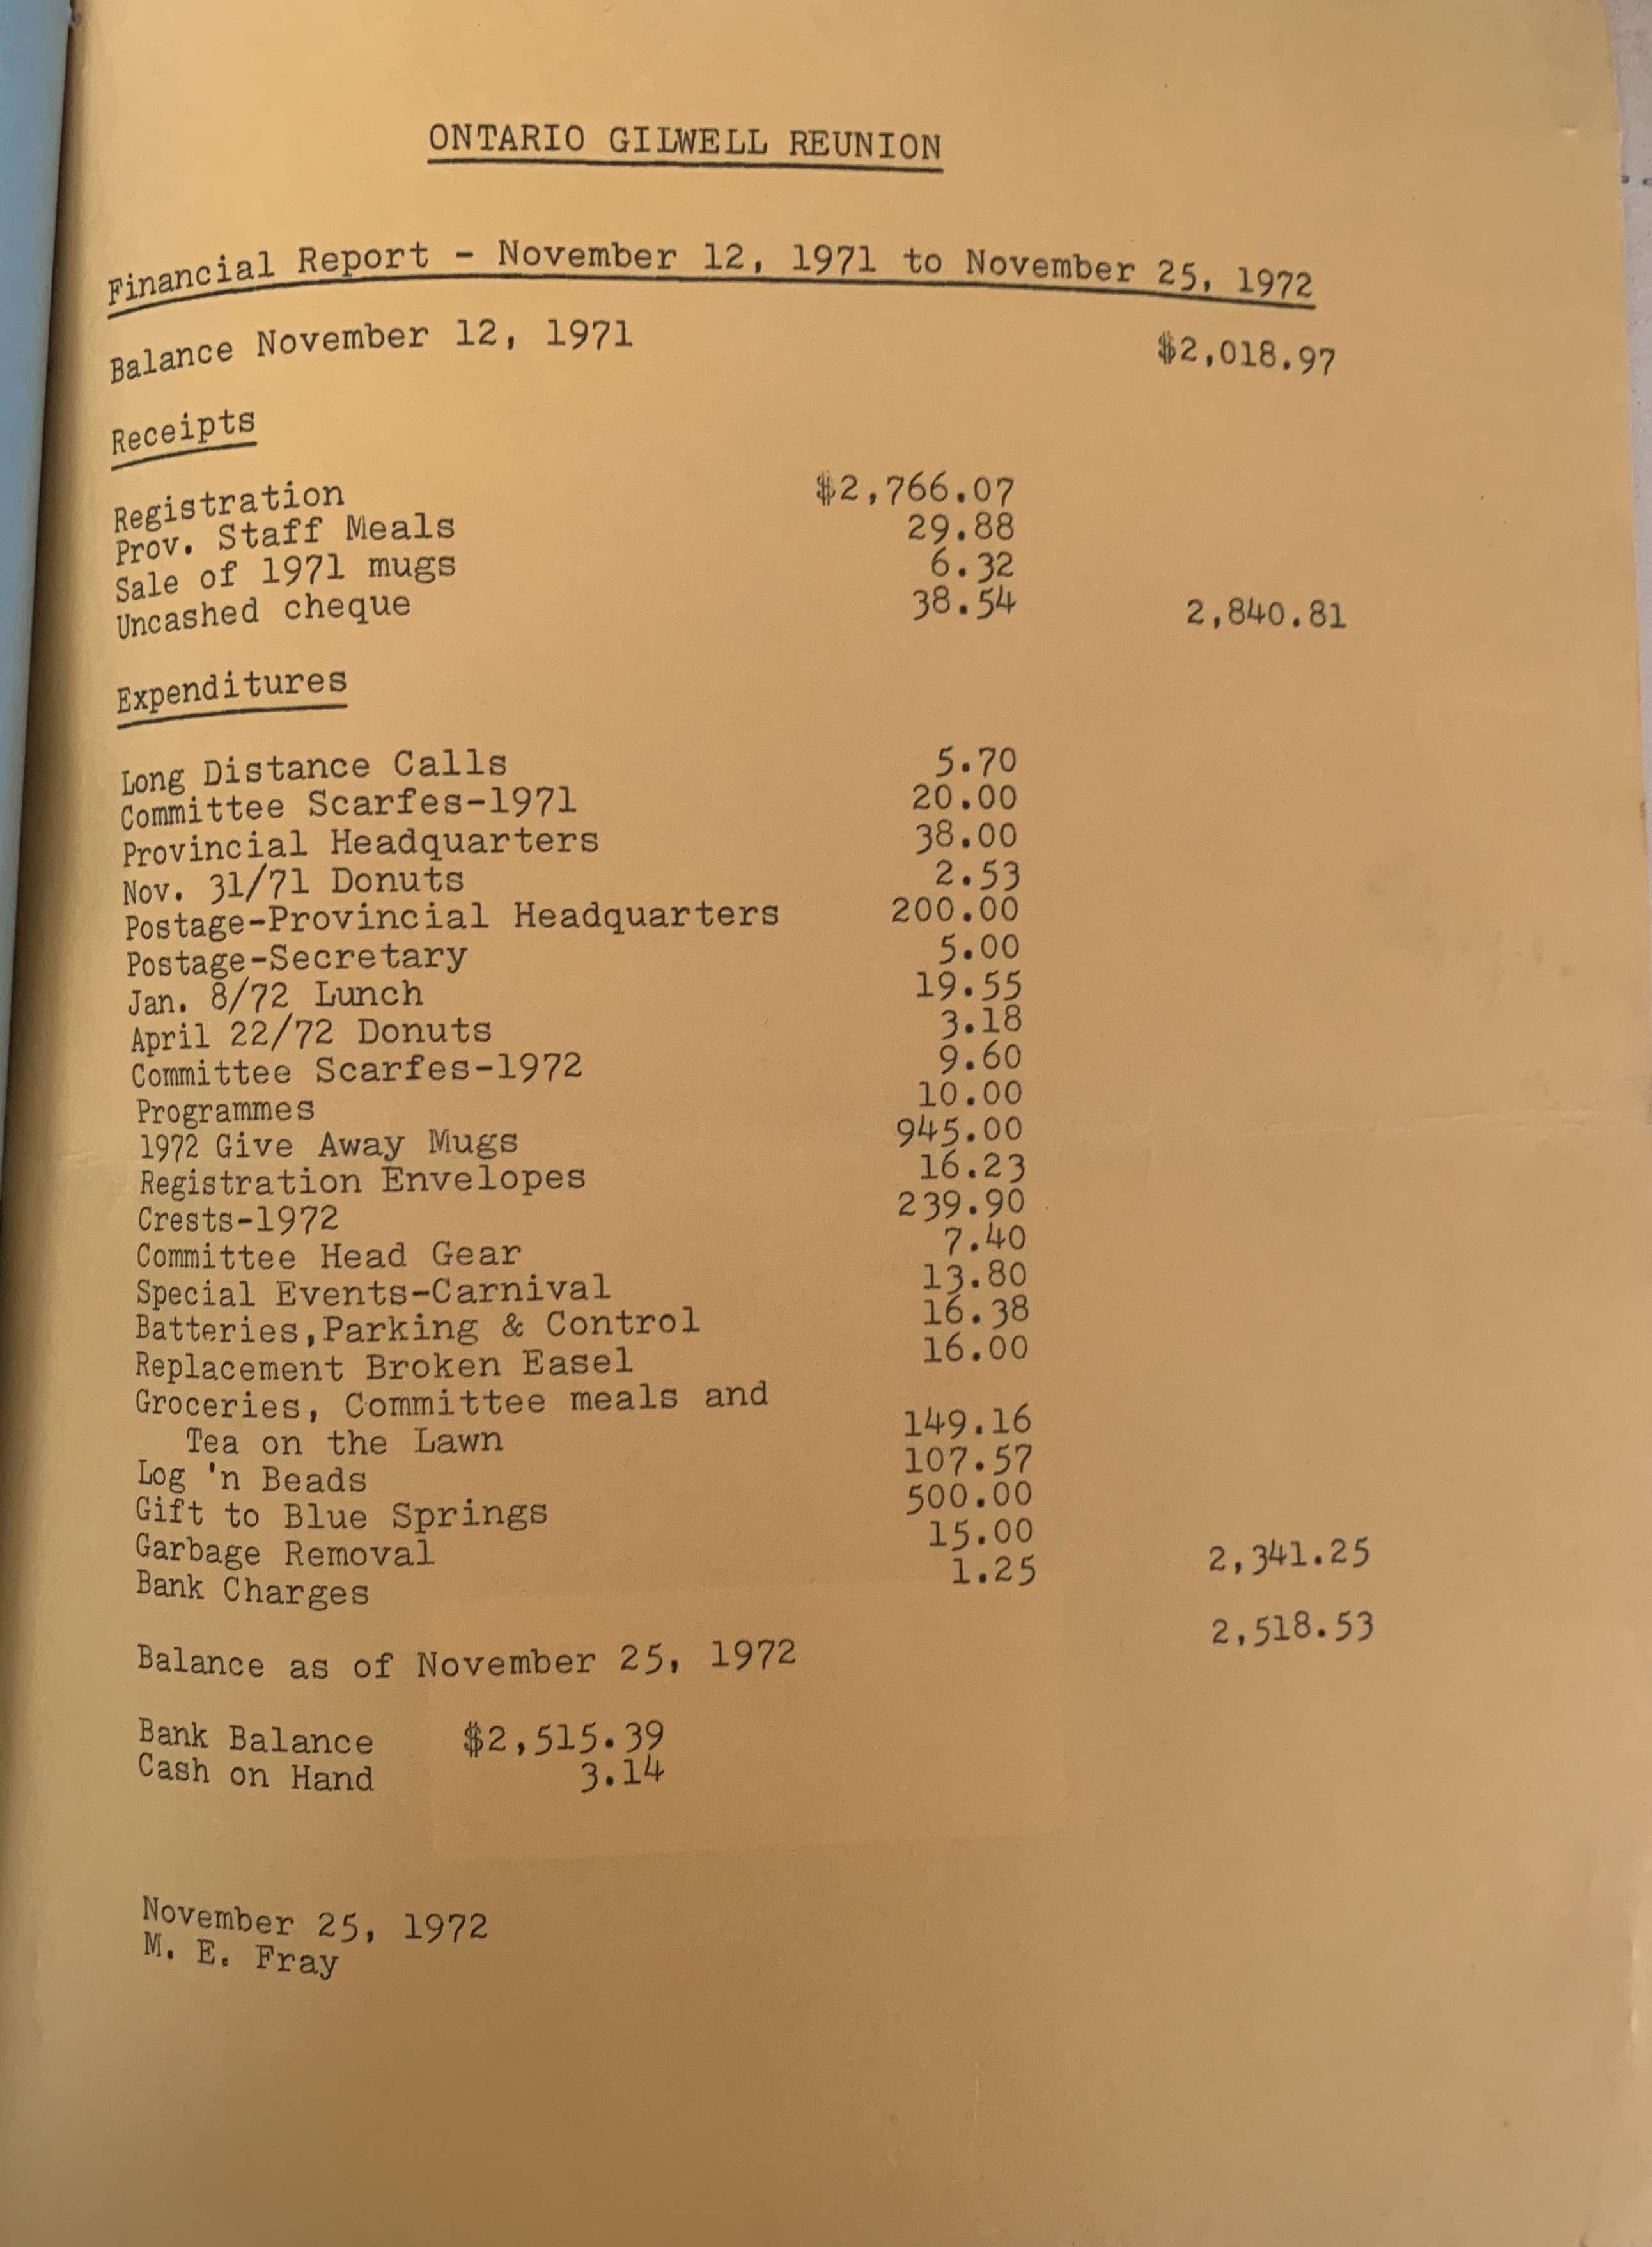 ONTARIO GILWELL REUNION
Financial Report - November 12, 1971 to November 25, 1972
Balance November 12, 1971 $2,018.97
Receipts
Registration $2,766.07
Prov. Staff Meals 29.88
Sale of 1971 mugs 6.32
Uncashed cheque 38.54 2,840.81
Expenditures
Long Distance Calls 5.70
Committee Scarfes-1971 20.00
Provincial Headquarters 38.00
Nov. 31/71 Donuts 2.53
Postage-Provincial Headquarters 200.00
Postage-Secretary 5.00
Jan. 8/72 Lunch 19.55
April 22/72 Donuts 3.18
Committee Scarfes-1972 9.60
Programmes 10.00
1972 Give Away Mugs 945.00
Registration Envelopes 16.23
Crests-1972 239.90
Committee Head Gear 7.40
Special Events-Carnival 13.80
Batteries,Parking & Control 16.38
Replacement Broken Easel 16.00
Groceries, Committee meals and
Tea on the Lawn 149.16
Log 'n Beads 107.57
Gift to Blue Springs 500.00
Garbage Removal 15.00
Bank Charges 1.25 2,341.25
Balance as of November 25, 1972 2,518.53
Bank Balance $2,515.39
Cash on Hand 3.14
November 25, 1972
M. E. Fray